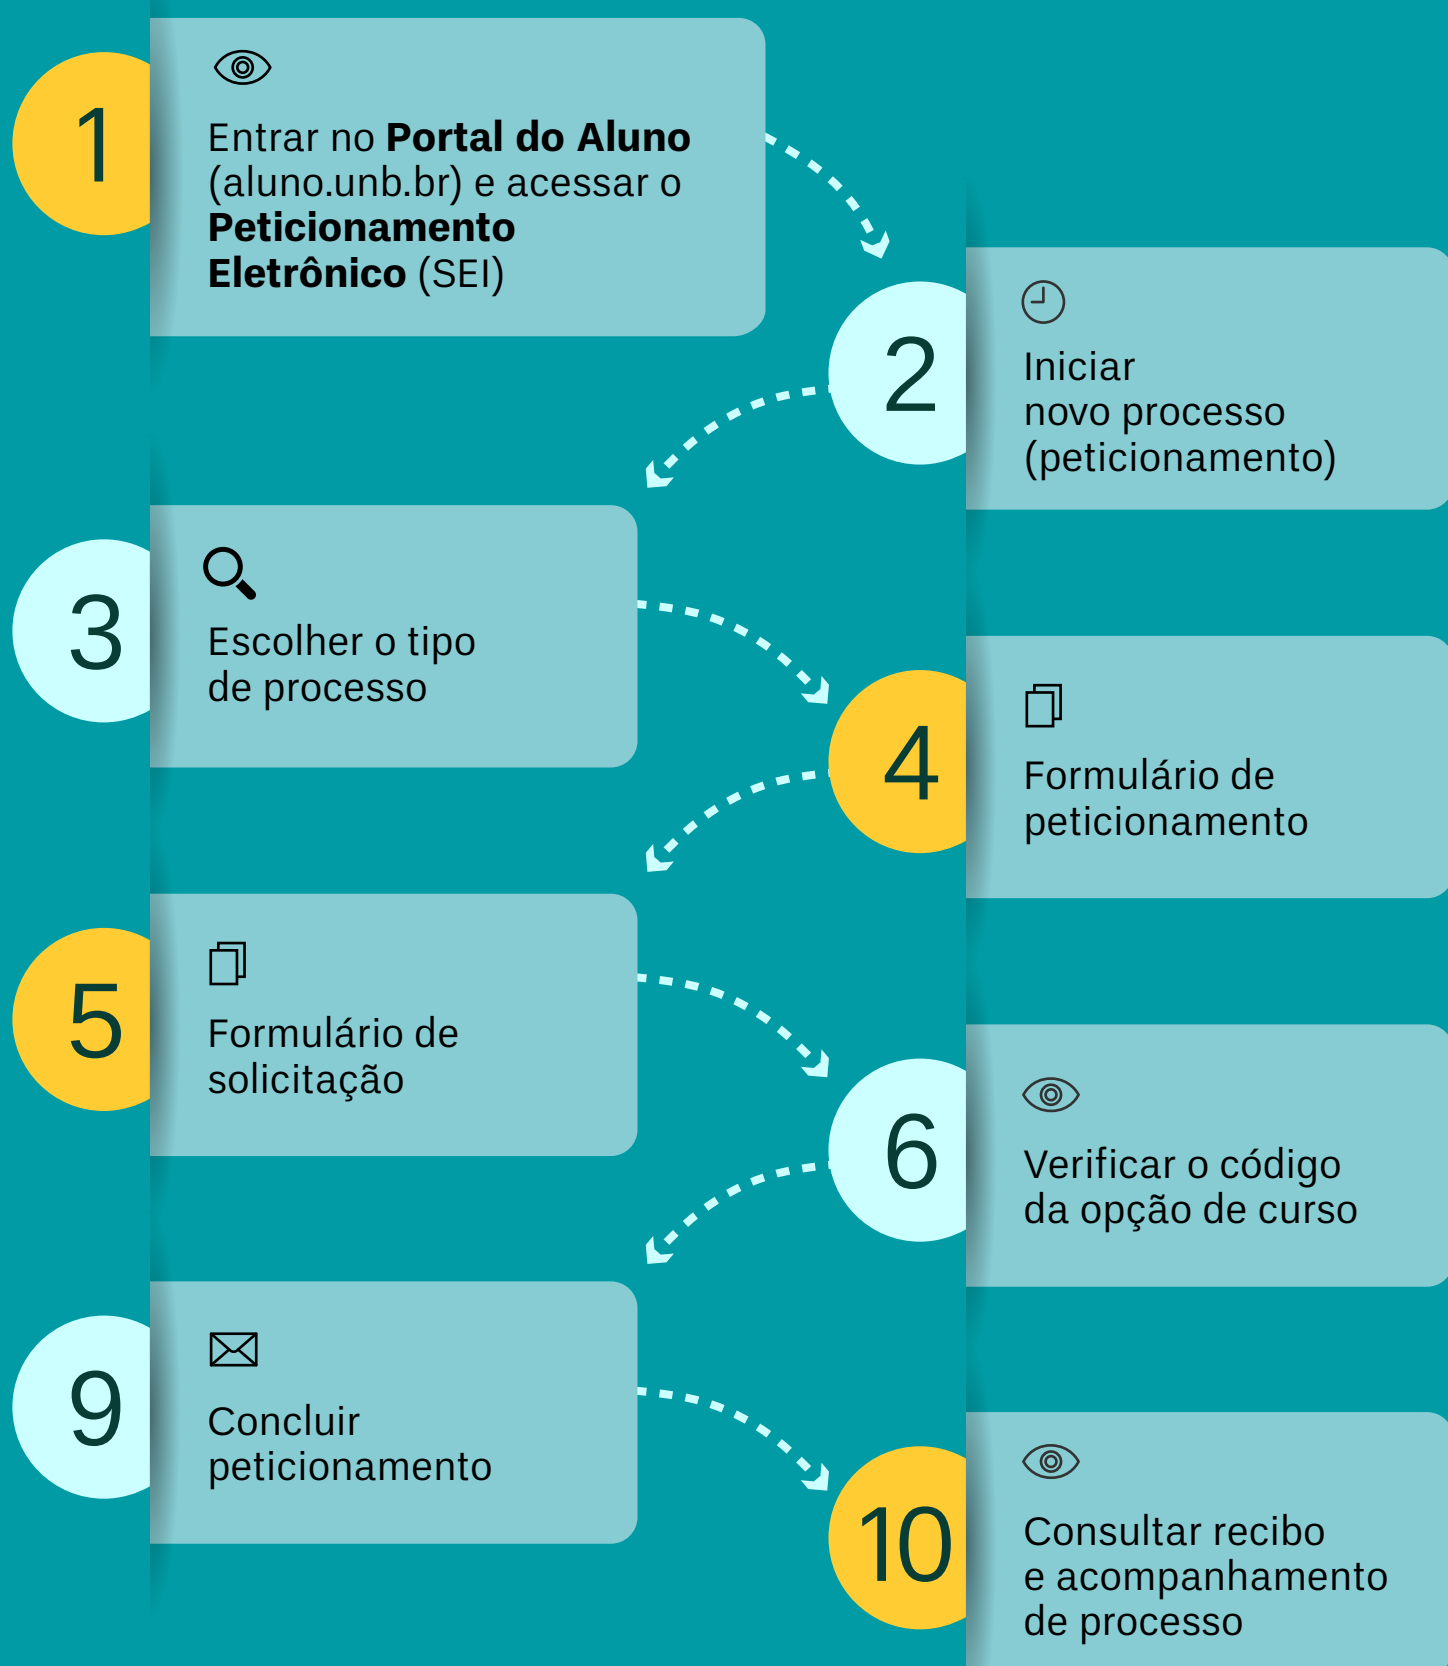 1
Entrar no Portal do Aluno
(aluno.unb.br) e acessar o
Peticionamento
Eletrônico (SEI)
2
Iniciar
novo processo
(peticionamento)
3
Escolher o tipo
de processo
4
Formulário de
peticionamento
5
Formulário de
solicitação
6
Verificar o código
da opção de curso
9
Concluir
peticionamento
10
Consultar recibo
e acompanhamento
de processo